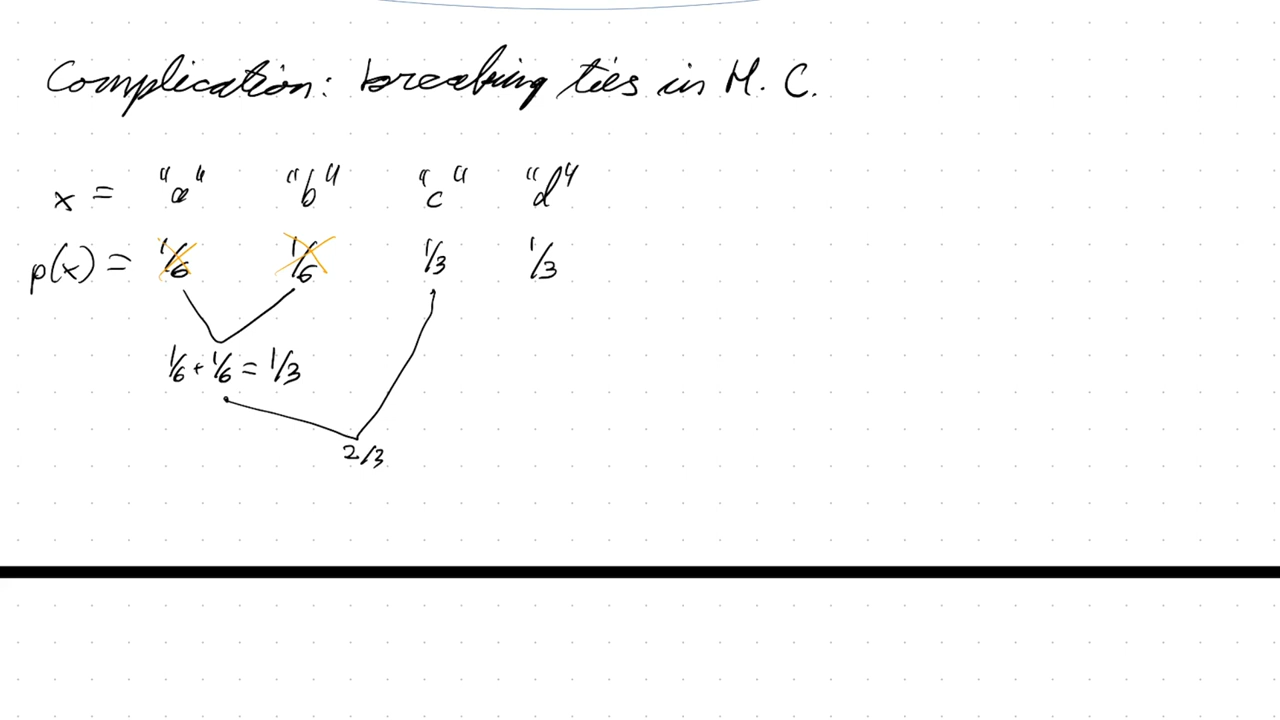 Complication: breaking ties in H. C.
x = "a" "b" "c" "d"
p(x) = 1/6 1/6 1/3 1/3
1/6 + 1/6 = 1/3
2/3